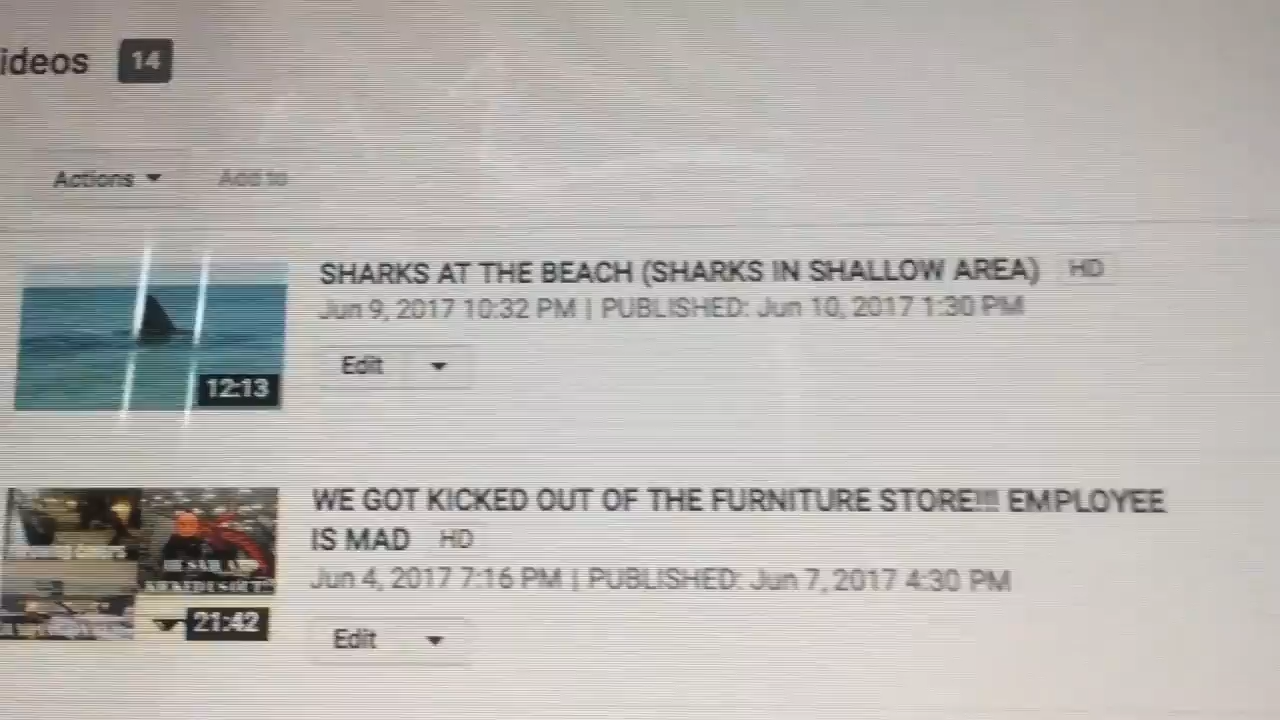 ideos 14
Actions Add to
SHARKS AT THE BEACH (SHARKS IN SHALLOW AREA) HD
Jun 9, 2017 10:32 PM | PUBLISHED: Jun 10, 2017 1:30 PM
Edit
12:13
WE GOT KICKED OUT OF THE FURNITURE STORE!!! EMPLOYEE
IS MAD HD
Jun 4, 2017 7:16 PM | PUBLISHED: Jun 7, 2017 4:30 PM
21:42
Edit